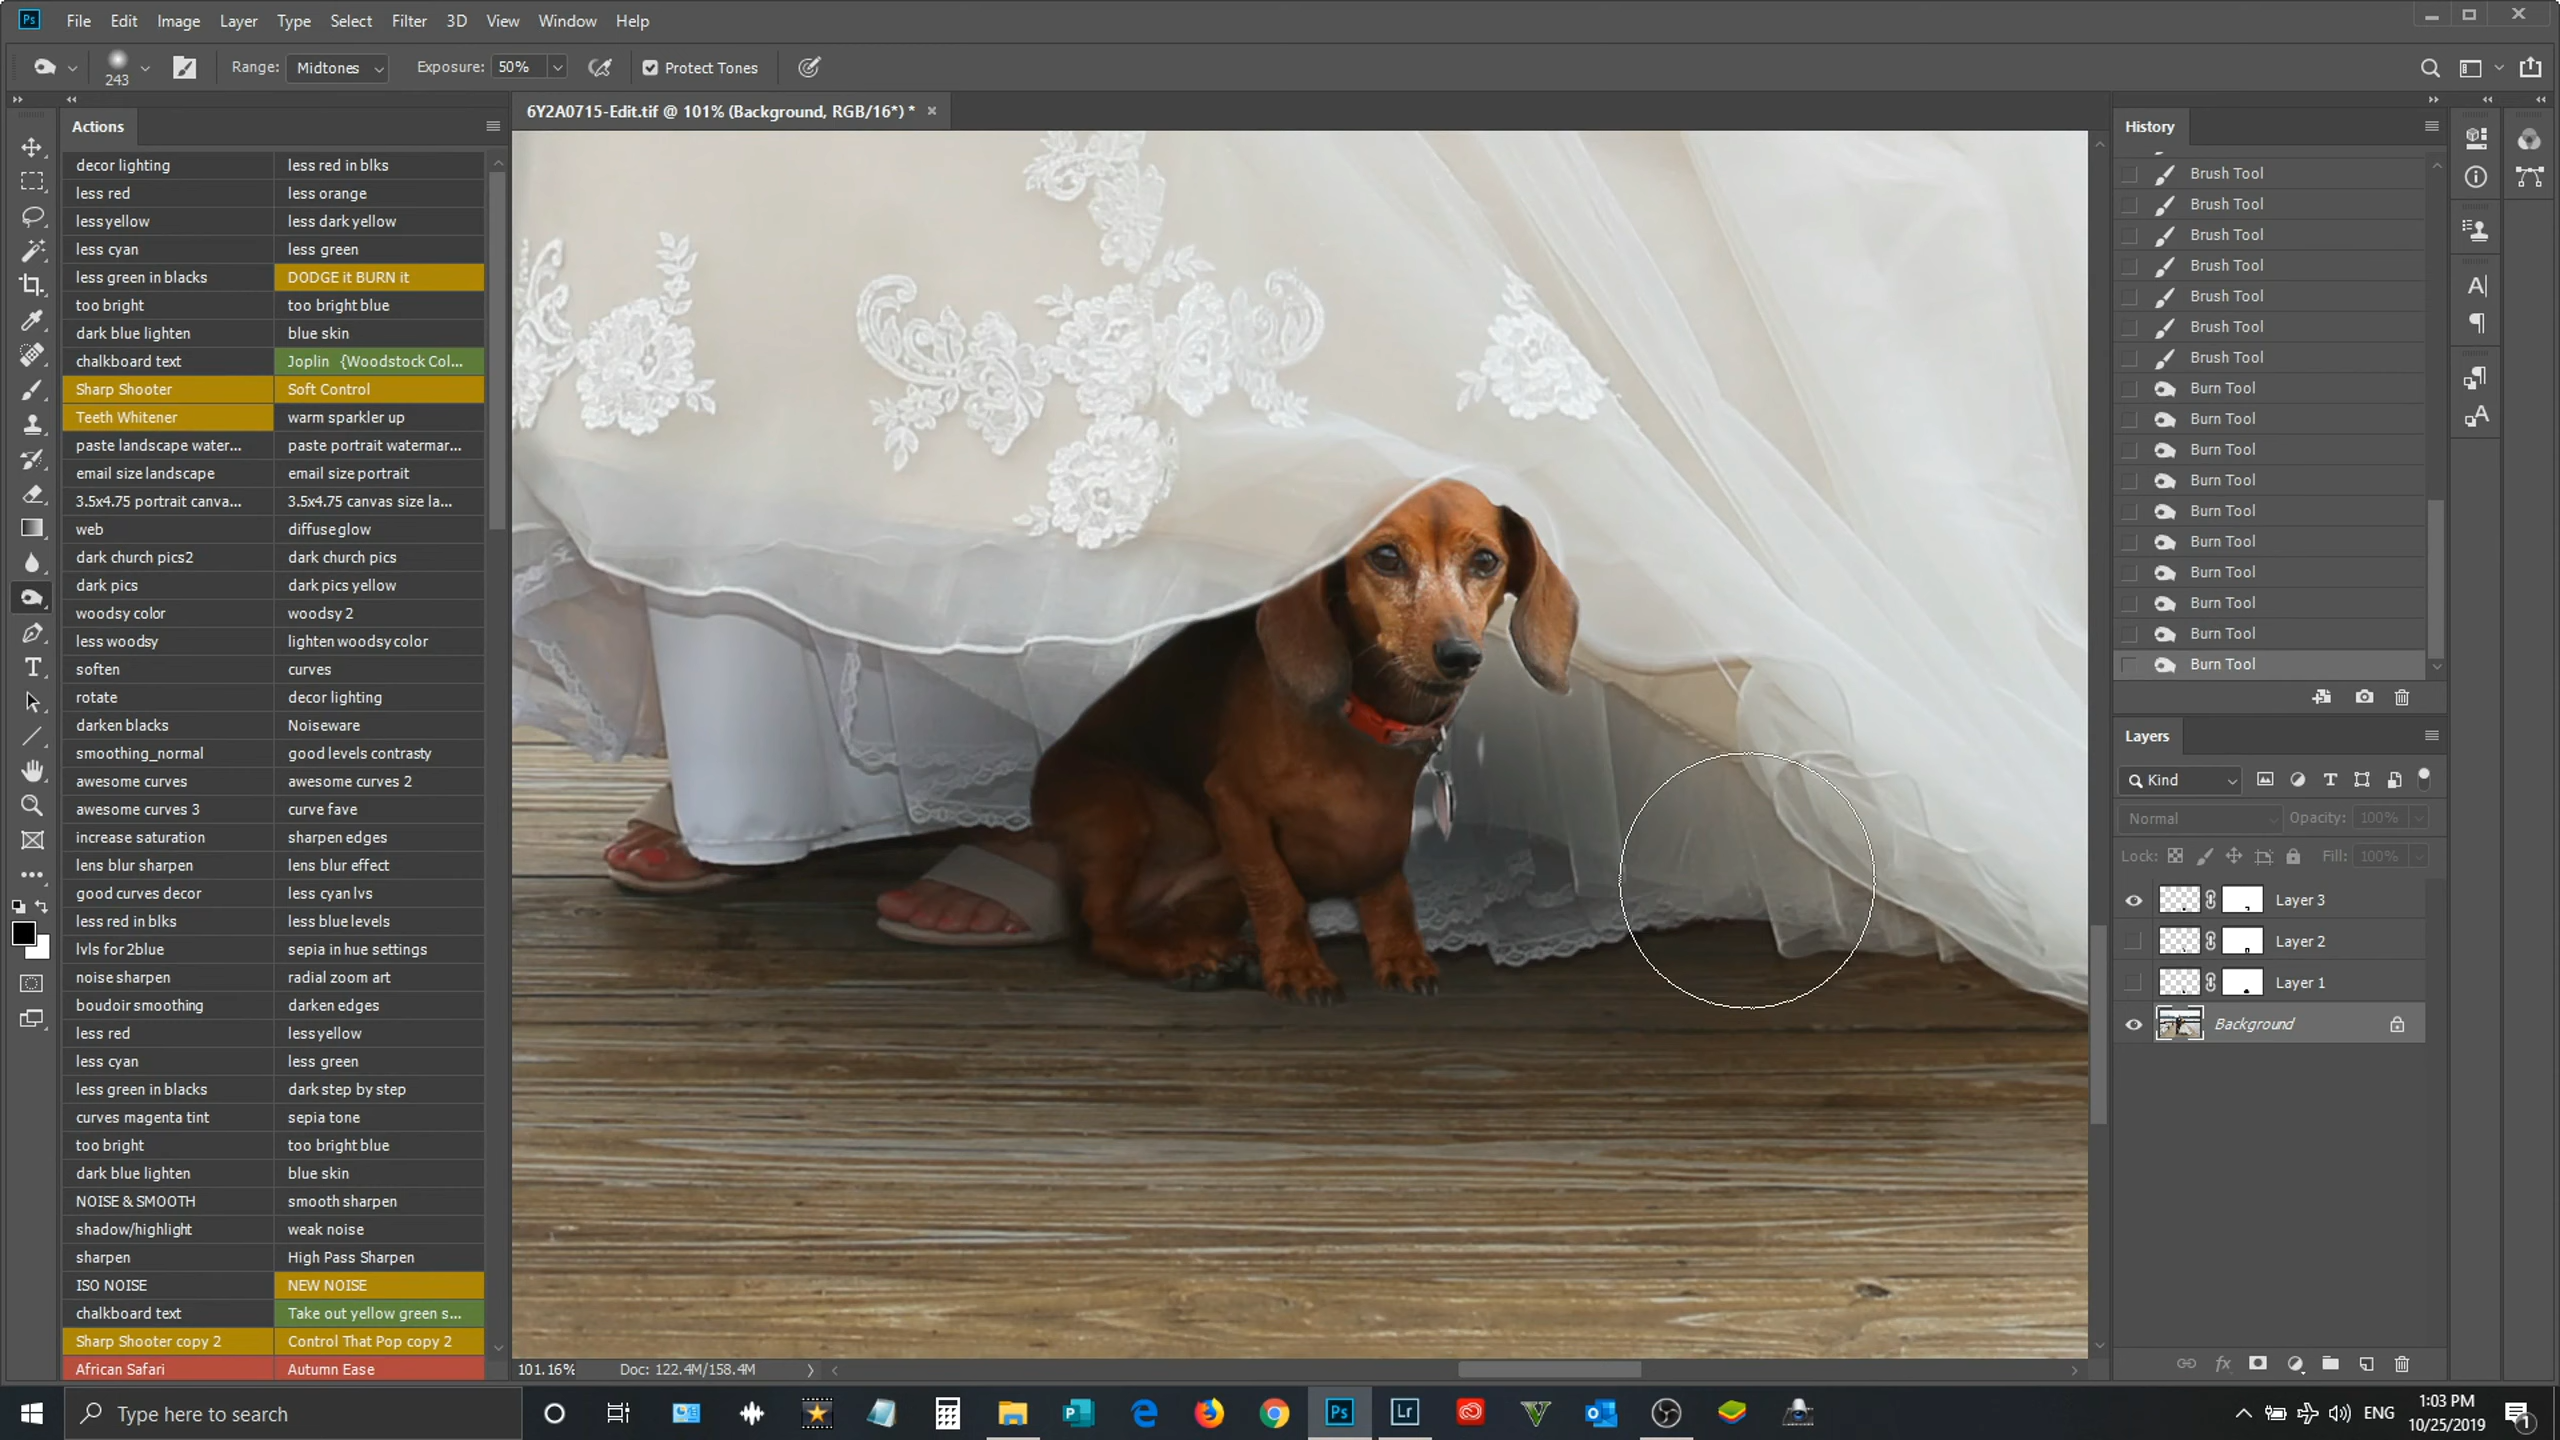 Ps File Edit Image Layer Type Select Filter 3D View Window Help
243 Range: Midtones Exposure: 50% Protect Tones
Actions
6Y2A0715-Edit.tif @ 101% (Background, RGB/16*) *
History
decor lighting less red in blks
less red less orange
less yellow less dark yellow
less cyan less green
less green in blacks DODGE it BURN it
too bright too bright blue
dark blue lighten blue skin
chalkboard text Joplin {Woodstock Col...
Sharp Shooter Soft Control
Teeth Whitener warm sparkler up
paste landscape water... paste portrait watermar...
email size landscape email size portrait
3.5x4.75 portrait canva... 3.5x4.75 canvas size la...
web diffuse glow
dark church pics2 dark church pics
dark pics dark pics yellow
woodsy color woodsy 2
less woodsy lighten woodsy color
soften curves
rotate decor lighting
darken blacks Noiseware
smoothing_normal good levels contrasty
awesome curves awesome curves 2
awesome curves 3 curve fave
increase saturation sharpen edges
lens blur sharpen lens blur effect
good curves decor less cyan lvs
less red in blks less blue levels
lvls for 2blue sepia in hue settings
noise sharpen radial zoom art
boudoir smoothing darken edges
less red less yellow
less cyan less green
less green in blacks dark step by step
curves magenta tint sepia tone
too bright too bright blue
dark blue lighten blue skin
NOISE & SMOOTH smooth sharpen
shadow/highlight weak noise
sharpen High Pass Sharpen
ISO NOISE NEW NOISE
chalkboard text Take out yellow green s...
Sharp Shooter copy 2 Control That Pop copy 2
African Safari Autumn Ease
Brush Tool
Brush Tool
Brush Tool
Brush Tool
Brush Tool
Brush Tool
Brush Tool
Burn Tool
Burn Tool
Burn Tool
Burn Tool
Burn Tool
Burn Tool
Burn Tool
Burn Tool
Burn Tool
Burn Tool
Layers
Kind
Normal Opacity: 100%
Lock: Fill: 100%
Layer 3
Layer 2
Layer 1
Background
101.16% Doc: 122.4M/158.4M
Type here to search
Ps Lr
ENG
1:03 PM
10/25/2019
1